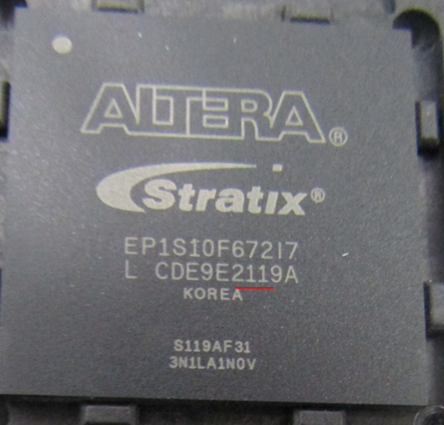 ALTERA®
Stratix®
EP1S10F672I7
L CDE9E2119A
KOREA
S119AF31
3N1LA1N0V